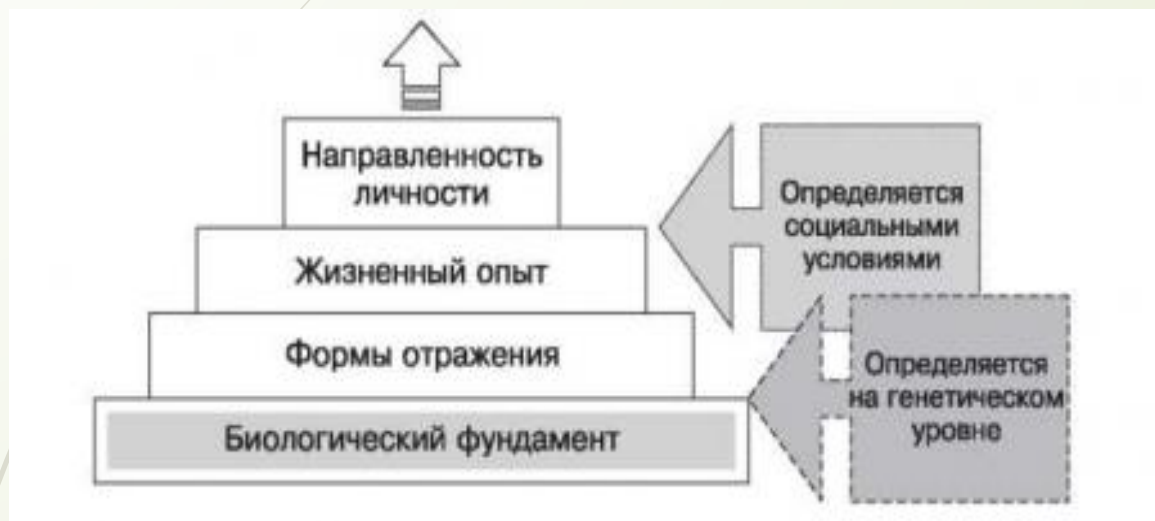 Направленность
личности
Жизненный опыт
Формы отражения
Биологический фундамент
Определяется
социальными
условиями
Определяется
на генетическом
уровне